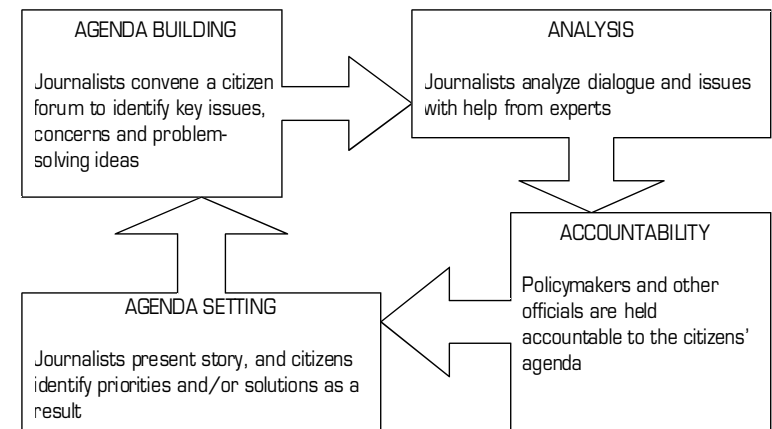 AGENDA BUILDING
Journalists convene a citizen
forum to identify key issues,
concerns and problem-
solving ideas
ANALYSIS
Journalists analyze dialogue and issues
with help from experts
ACCOUNTABILITY
Policymakers and other
officials are held
accountable to the citizens'
agenda
AGENDA SETTING
Journalists present story, and citizens
identify priorities and/or solutions as a
result